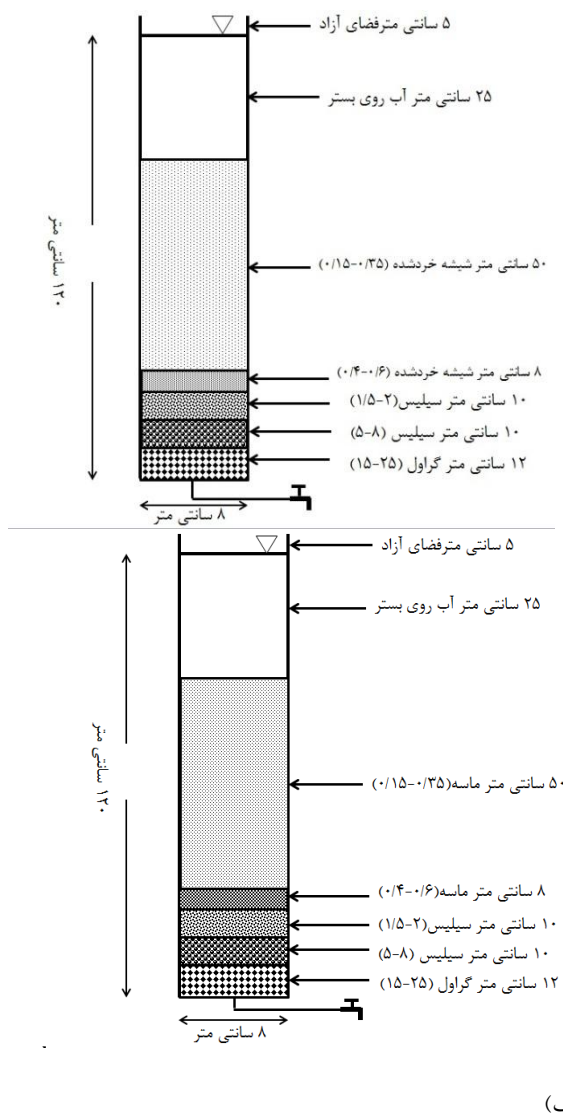 ۵ سانتی مترفضای آزاد
۲۵ سانتی متر آب روی بستر
۱۲۰ سانتی متر
۵۰ سانتی متر شیشه خردشده (۰/۱۵-۰/۳۵)
۸ سانتی متر شیشه خردشده (۰/۴-۰/۶)
۱۰ سانتی متر سیلیس(۱/۵-۲)
۱۰ سانتی متر سیلیس (۵-۸)
۱۲ سانتی متر گراول (۱۵-۲۵)
۸ سانتی متر
۵ سانتی مترفضای آزاد
۲۵ سانتی متر آب روی بستر
۱۲۰ سانتی متر
۵۰ سانتی متر ماسه(۰/۱۵-۰/۳۵)
۸ سانتی متر ماسه(۰/۴-۰/۶)
۱۰ سانتی متر سیلیس(۱/۵-۲)
۱۰ سانتی متر سیلیس (۵-۸)
۱۲ سانتی متر گراول (۱۵-۲۵)
۸ سانتی متر